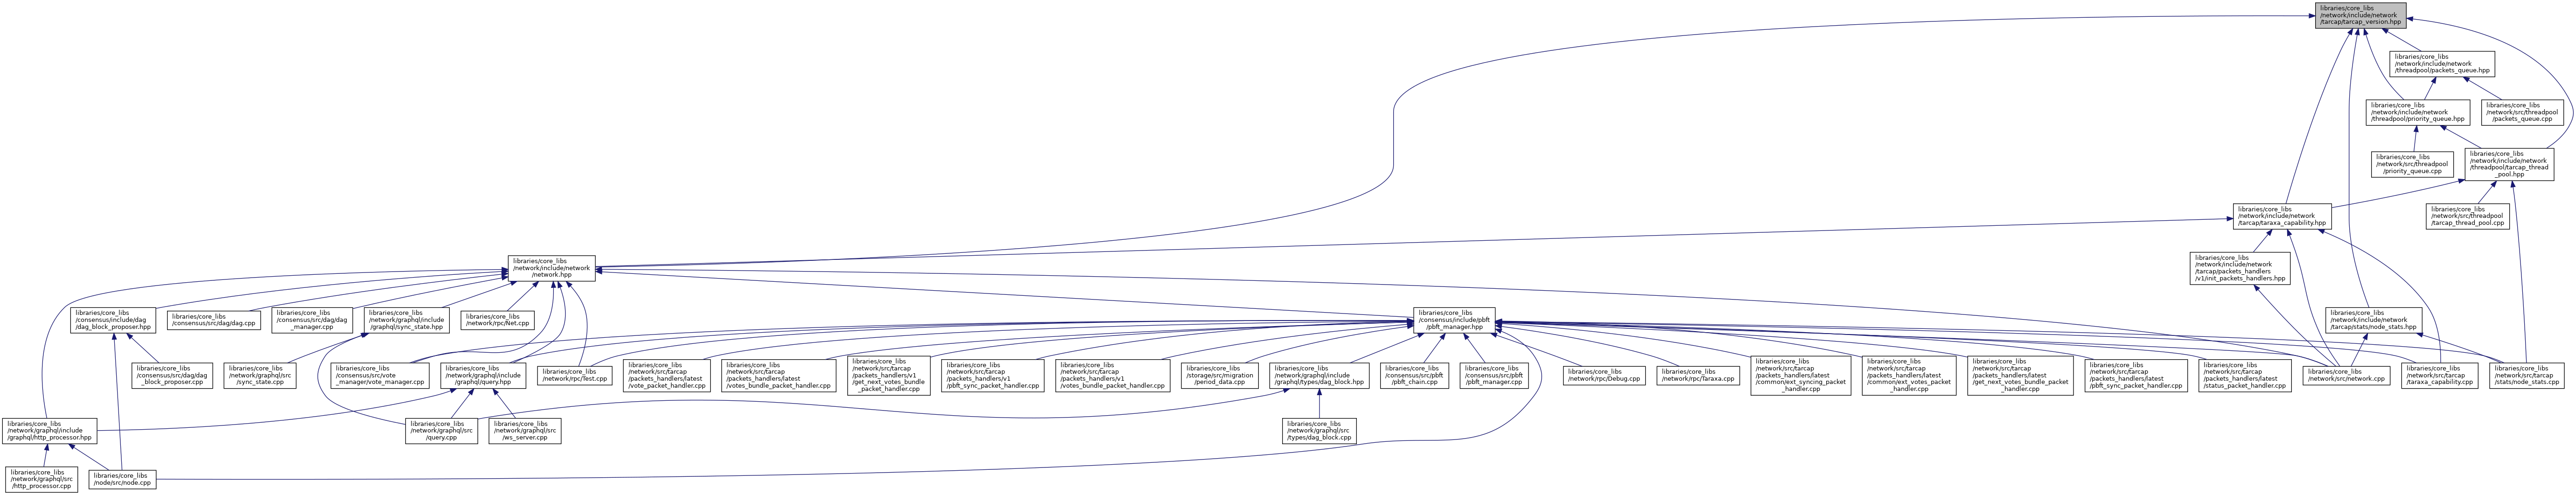 libraries/core_libs
/network/include/network
/tarcap/tarcap_version.hpp
libraries/core_libs
/network/include/network
/threadpool/packets_queue.hpp
libraries/core_libs
/network/include/network
/threadpool/priority_queue.hpp
libraries/core_libs
/network/src/threadpool
/packets_queue.cpp
libraries/core_libs
/network/src/threadpool
/priority_queue.cpp
libraries/core_libs
/network/include/network
/threadpool/tarcap_thread
_pool.hpp
libraries/core_libs
/network/include/network
/tarcap/taraxa_capability.hpp
libraries/core_libs
/network/src/threadpool
/tarcap_thread_pool.cpp
libraries/core_libs
/network/include/network
/network.hpp
libraries/core_libs
/network/include/network
/tarcap/packets_handlers
/v1/init_packets_handlers.hpp
libraries/core_libs
/consensus/include/dag
/dag_block_proposer.hpp
libraries/core_libs
/consensus/src/dag/dag.cpp
libraries/core_libs
/consensus/src/dag/dag
_manager.cpp
libraries/core_libs
/network/graphql/include
/graphql/sync_state.hpp
libraries/core_libs
/network/rpc/Net.cpp
libraries/core_libs
/consensus/include/pbft
/pbft_manager.hpp
libraries/core_libs
/network/include/network
/tarcap/stats/node_stats.hpp
libraries/core_libs
/consensus/src/dag/dag
_block_proposer.cpp
libraries/core_libs
/network/graphql/src
/sync_state.cpp
libraries/core_libs
/consensus/src/vote
_manager/vote_manager.cpp
libraries/core_libs
/network/graphql/include
/graphql/query.hpp
libraries/core_libs
/network/rpc/Test.cpp
libraries/core_libs
/network/src/tarcap
/packets_handlers/latest
/vote_packet_handler.cpp
libraries/core_libs
/network/src/tarcap
/packets_handlers/latest
/votes_bundle_packet_handler.cpp
libraries/core_libs
/network/src/tarcap
/packets_handlers/v1
/get_next_votes_bundle
_packet_handler.cpp
libraries/core_libs
/network/src/tarcap
/packets_handlers/v1
/pbft_sync_packet_handler.cpp
libraries/core_libs
/network/src/tarcap
/packets_handlers/v1
/votes_bundle_packet_handler.cpp
libraries/core_libs
/storage/src/migration
/period_data.cpp
libraries/core_libs
/network/graphql/include
/graphql/types/dag_block.hpp
libraries/core_libs
/consensus/src/pbft
/pbft_chain.cpp
libraries/core_libs
/consensus/src/pbft
/pbft_manager.cpp
libraries/core_libs
/network/rpc/Debug.cpp
libraries/core_libs
/network/rpc/Taraxa.cpp
libraries/core_libs
/network/src/tarcap
/packets_handlers/latest
/common/ext_syncing_packet
_handler.cpp
libraries/core_libs
/network/src/tarcap
/packets_handlers/latest
/common/ext_votes_packet
_handler.cpp
libraries/core_libs
/network/src/tarcap
/packets_handlers/latest
/get_next_votes_bundle_packet
_handler.cpp
libraries/core_libs
/network/src/tarcap
/packets_handlers/latest
/pbft_sync_packet_handler.cpp
libraries/core_libs
/network/src/tarcap
/packets_handlers/latest
/status_packet_handler.cpp
libraries/core_libs
/network/src/network.cpp
libraries/core_libs
/network/src/tarcap
/taraxa_capability.cpp
libraries/core_libs
/network/src/tarcap
/stats/node_stats.cpp
libraries/core_libs
/network/graphql/include
/graphql/http_processor.hpp
libraries/core_libs
/network/graphql/src
/query.cpp
libraries/core_libs
/network/graphql/src
/ws_server.cpp
libraries/core_libs
/network/graphql/src
/types/dag_block.cpp
libraries/core_libs
/network/graphql/src
/http_processor.cpp
libraries/core_libs
/node/src/node.cpp